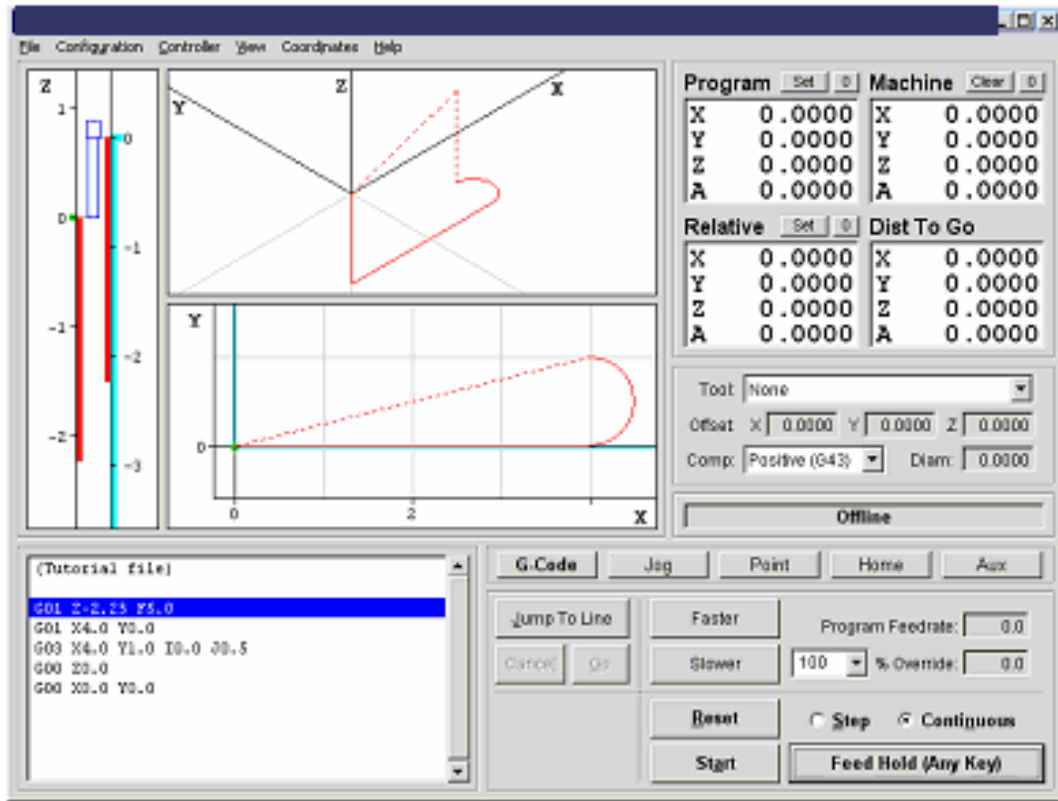 File Configuration Controller View Coordinates Help
Z
1
0
-1
-2
0
-1
-2
-3
Y Z X
Y
0
0 2 X
Program Set 0 Machine Clear 0
X 0.0000 X 0.0000
Y 0.0000 Y 0.0000
Z 0.0000 Z 0.0000
A 0.0000 A 0.0000
Relative Set 0 Dist To Go
X 0.0000 X 0.0000
Y 0.0000 Y 0.0000
Z 0.0000 Z 0.0000
A 0.0000 A 0.0000
Tool: None
Offset X 0.0000 Y 0.0000 Z 0.0000
Comp: Positive (G43) Diam: 0.0000
Offline
(Tutorial file)
G01 Z-2.25 F5.0
G01 X4.0 Y0.0
G03 X4.0 Y1.0 I0.0 J0.5
G00 Z0.0
G00 X0.0 Y0.0
G-Code Jog Point Home Aux
Jump To Line Faster Program Feedrate: 0.0
Cancel Go Slower 100 % Override: 0.0
Reset Step Continuous
Start Feed Hold (Any Key)